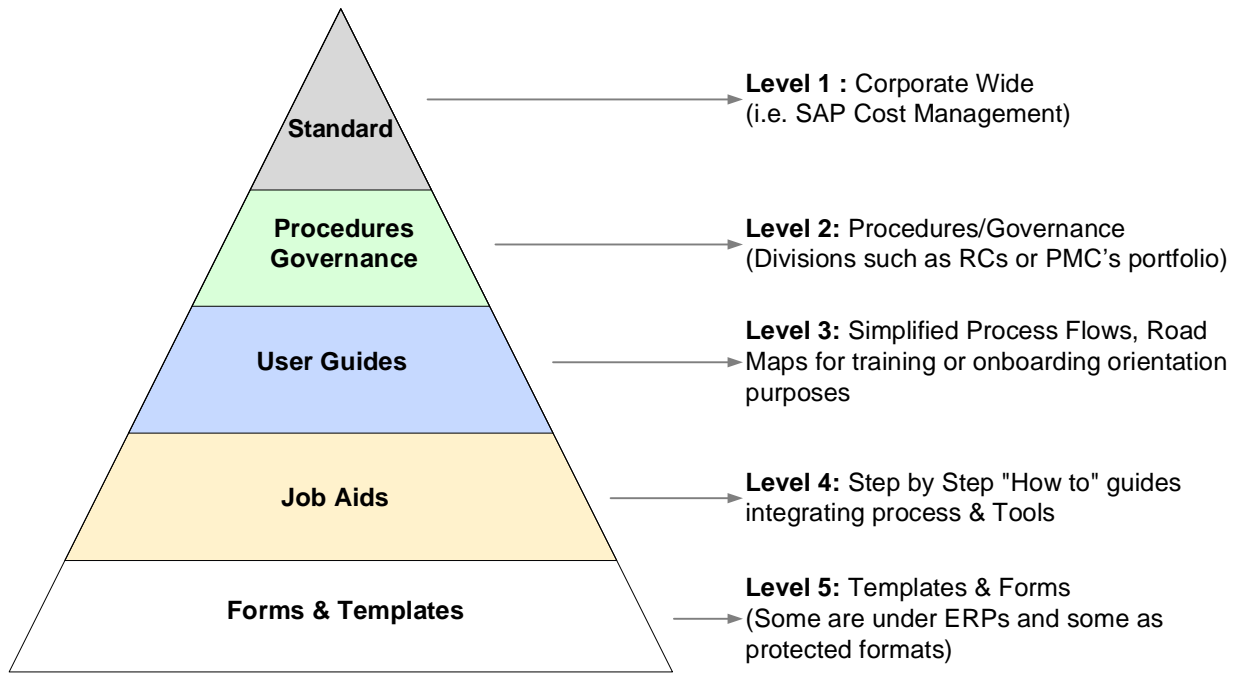 Standard
Level 1 : Corporate Wide
(i.e. SAP Cost Management)
Procedures
Governance
Level 2: Procedures/Governance
(Divisions such as RCs or PMC’s portfolio)
User Guides
Level 3: Simplified Process Flows, Road
Maps for training or onboarding orientation
purposes
Job Aids
Level 4: Step by Step "How to" guides
integrating process & Tools
Forms & Templates
Level 5: Templates & Forms
(Some are under ERPs and some as
protected formats)